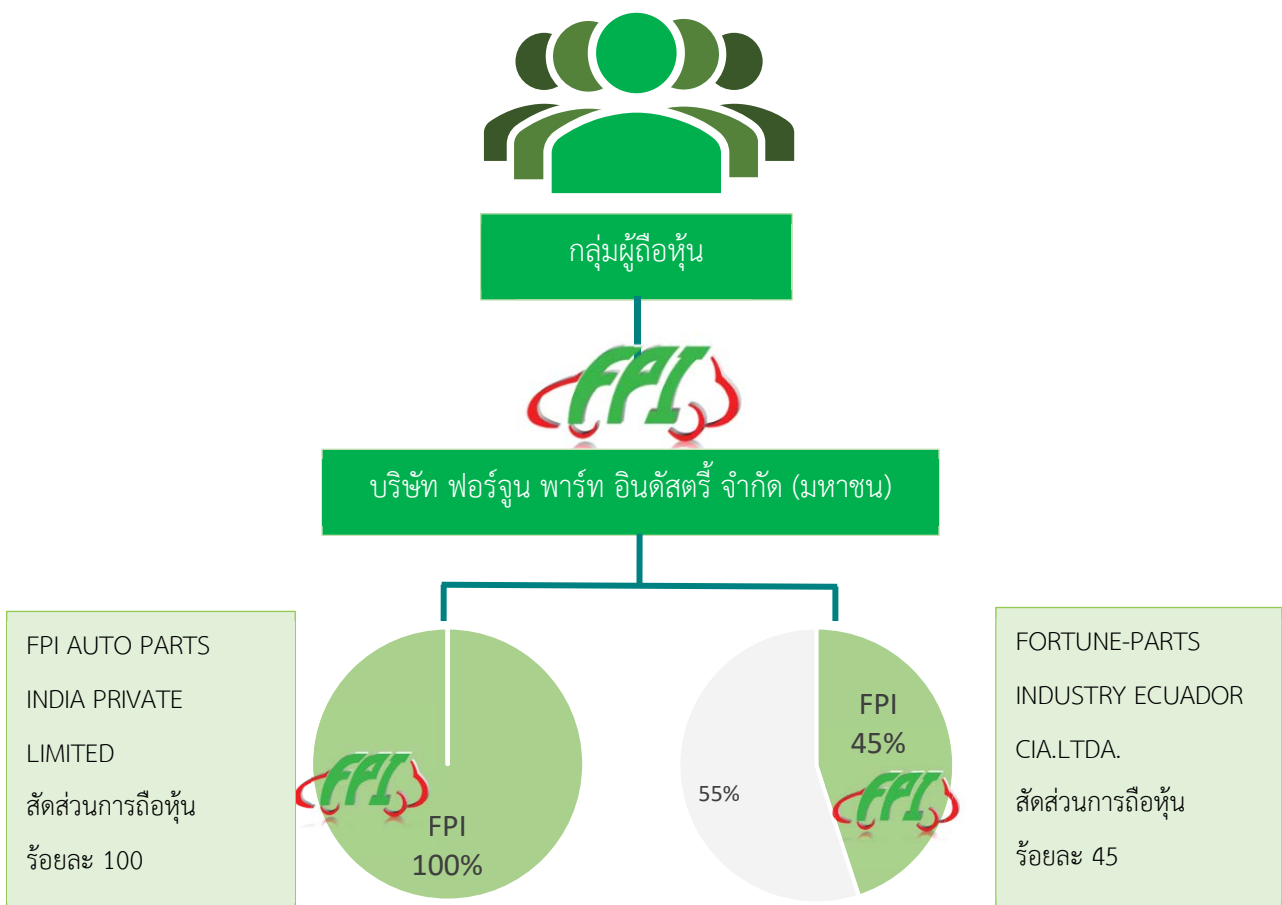 กลุ่มผู้ถือหุ้น
FPI
บริษัท ฟอร์จูน พาร์ท อินดัสตรี้ จำกัด (มหาชน)
FPI AUTO PARTS
INDIA PRIVATE
LIMITED
สัดส่วนการถือหุ้น
ร้อยละ 100
FPI
FPI
100%
55%
FPI
45%
FPI
FORTUNE-PARTS
INDUSTRY ECUADOR
CIA.LTDA.
สัดส่วนการถือหุ้น
ร้อยละ 45